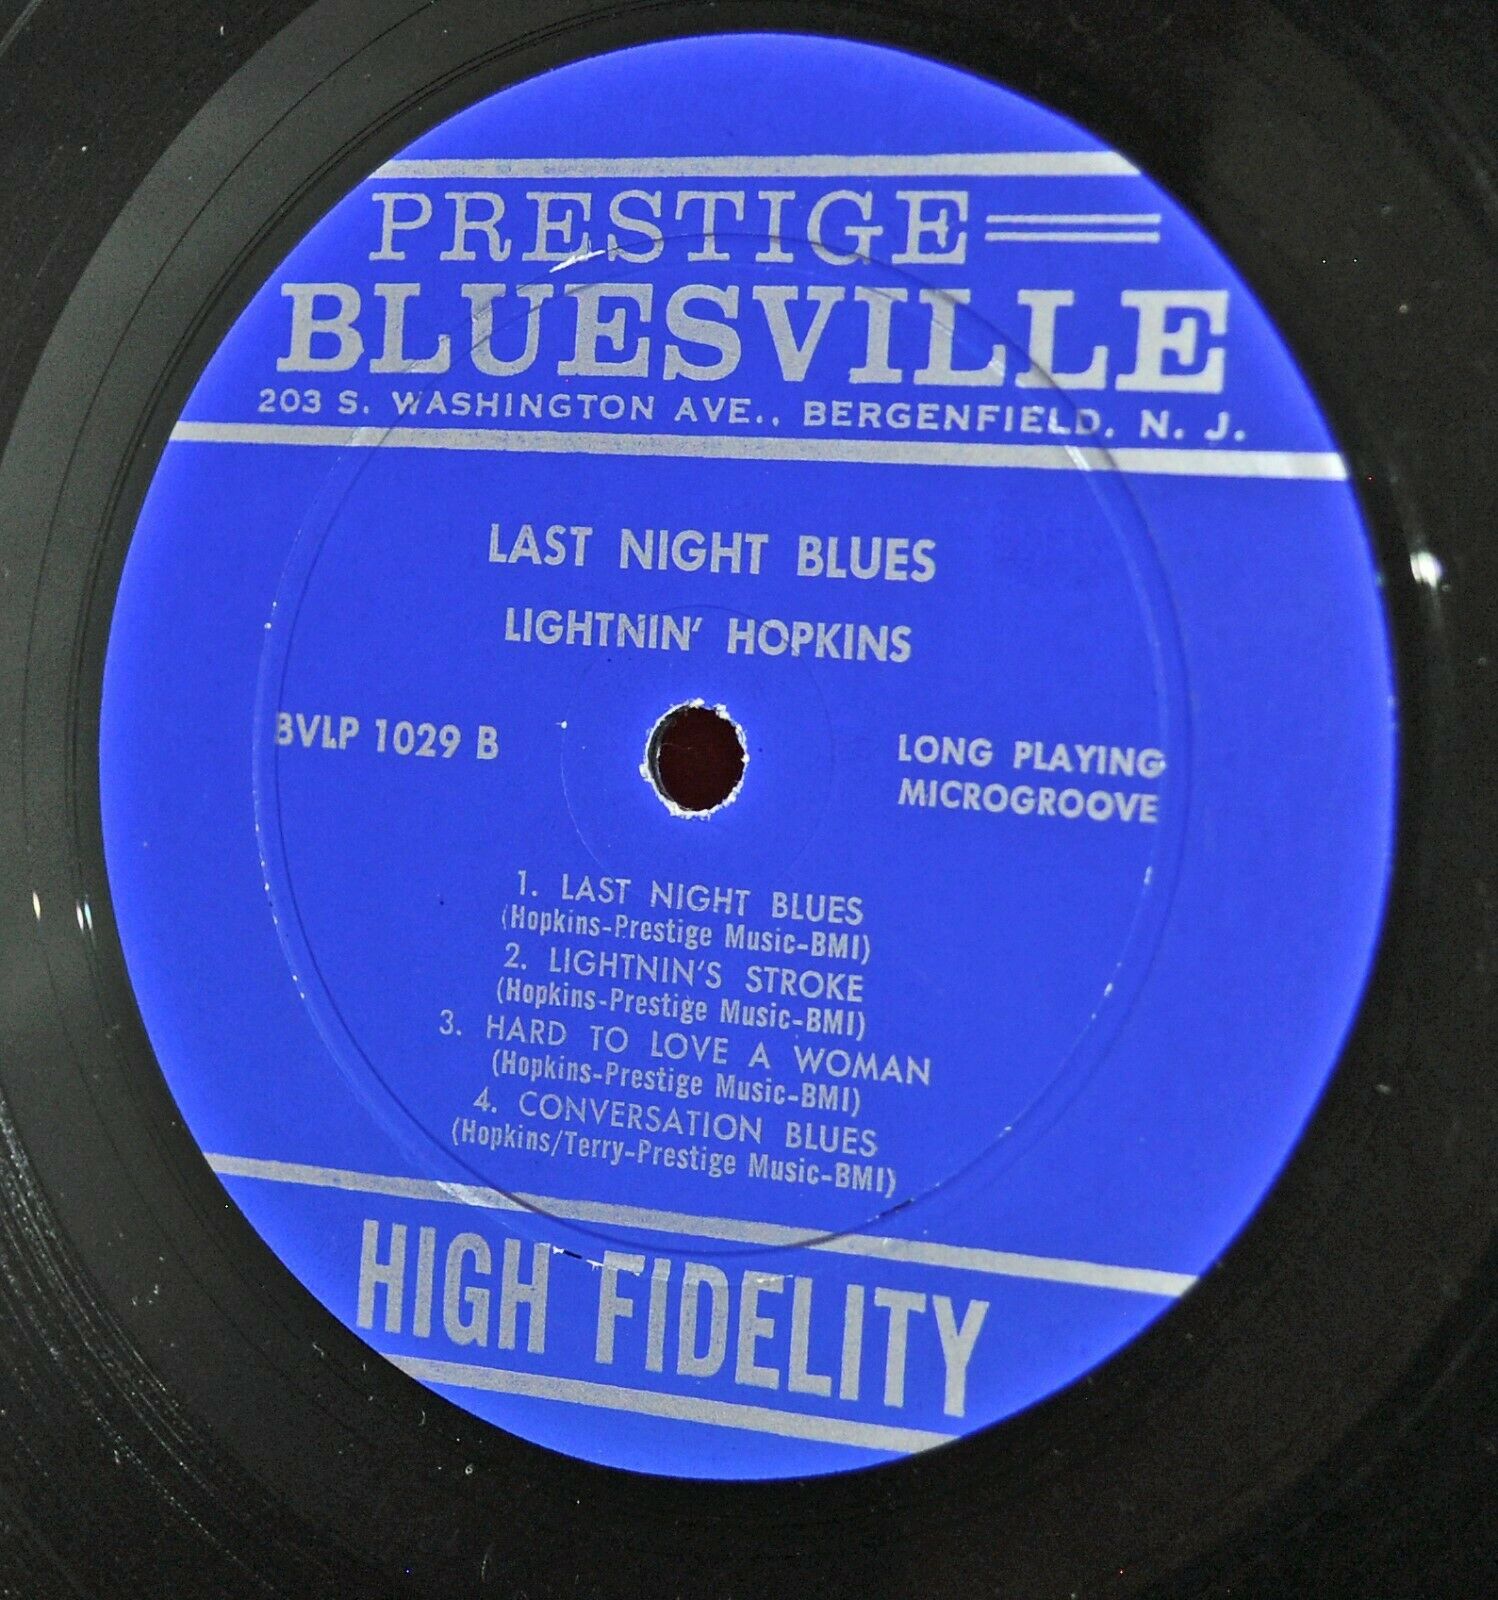 PRESTIGE
BLUESVILLE
203 S. WASHINGTON AVE., BERGENFIELD, N. J.
LAST NIGHT BLUES
LIGHTNIN' HOPKINS
BVLP 1029 B
LONG PLAYING
MICROGROOVE
1. LAST NIGHT BLUES
(Hopkins-Prestige Music-BMI)
2. LIGHTNIN'S STROKE
(Hopkins-Prestige Music-BMI)
3. HARD TO LOVE A WOMAN
(Hopkins-Prestige Music-BMI)
4. CONVERSATION BLUES
(Hopkins/Terry-Prestige Music-BMI)
HIGH FIDELITY